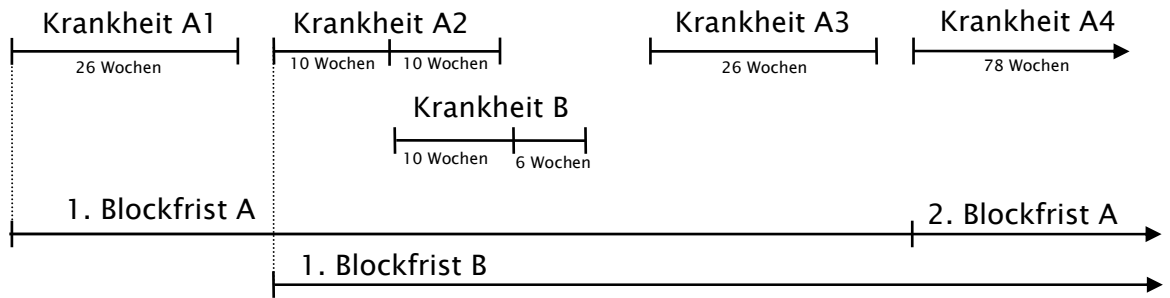 Krankheit A1
Krankheit A2
Krankheit A3
Krankheit A4
26 Wochen
10 Wochen
10 Wochen
26 Wochen
78 Wochen
Krankheit B
10 Wochen
6 Wochen
1. Blockfrist A
2. Blockfrist A
1. Blockfrist B